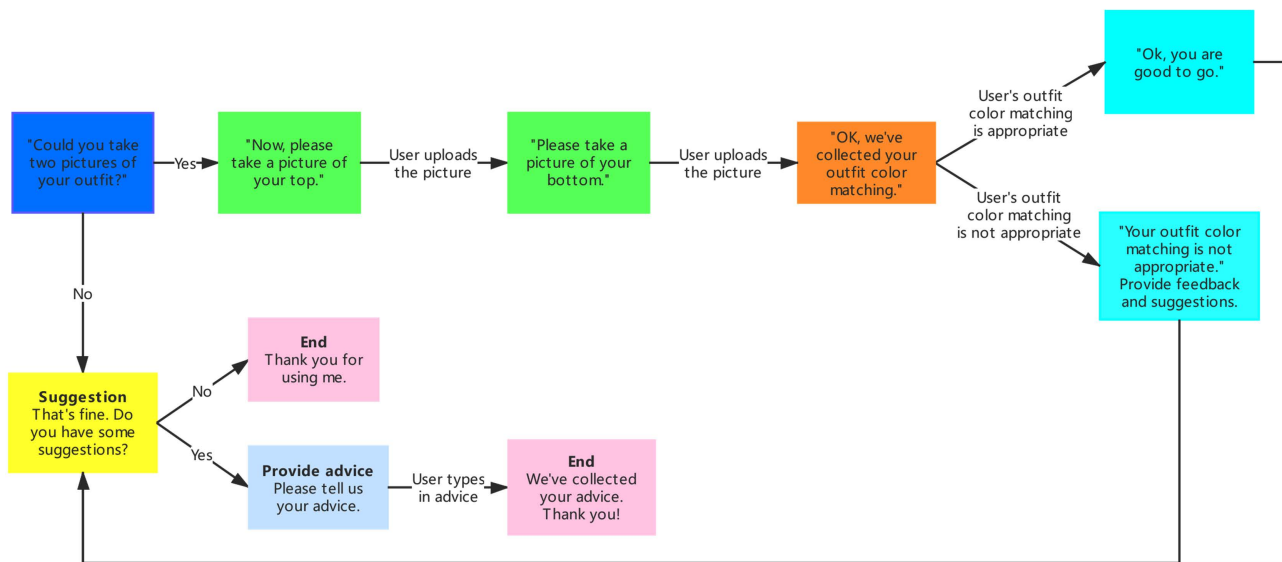 "Could you take
two pictures of
your outfit?"
Yes
"Now, please
take a picture of
your top."
User uploads
the picture
"Please take a
picture of your
bottom."
User uploads
the picture
"OK, we've
collected your
outfit color
matching."
User's outfit
color matching
is appropriate
"Ok, you are
good to go."
User's outfit
color matching
is not appropriate
"Your outfit color
matching is not
appropriate."
Provide feedback
and suggestions.
No
Suggestion
That's fine. Do
you have some
suggestions?
No
End
Thank you for
using me.
Yes
Provide advice
Please tell us
your advice.
User types
in advice
End
We've collected
your advice.
Thank you!